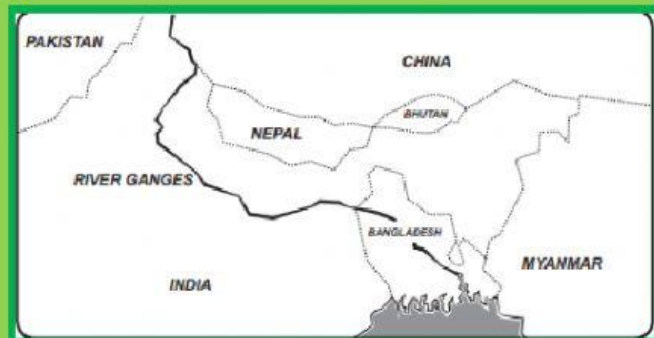 PAKISTAN
CHINA
BHUTAN
NEPAL
RIVER GANGES
BANGLADESH
MYANMAR
INDIA